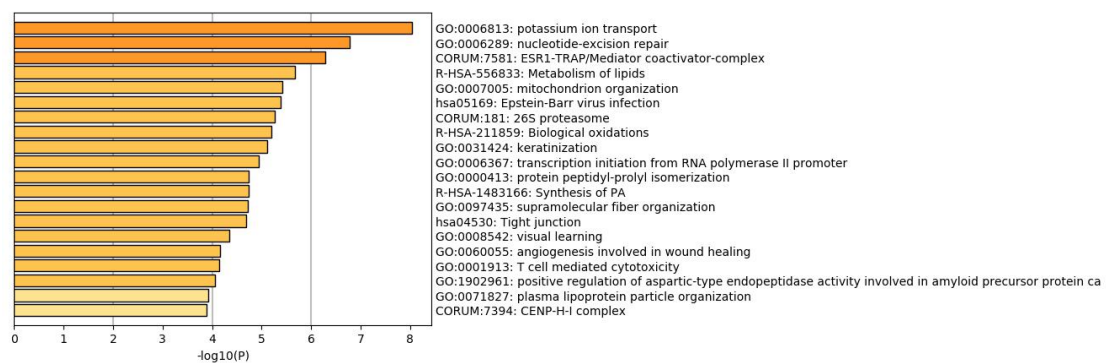 GO:0006813: potassium ion transport
GO:0006289: nucleotide-excision repair
CORUM:7581: ESR1-TRAP/Mediator coactivator-complex
R-HSA-556833: Metabolism of lipids
GO:0007005: mitochondrion organization
hsa05169: Epstein-Barr virus infection
CORUM:181: 26S proteasome
R-HSA-211859: Biological oxidations
GO:0031424: keratinization
GO:0006367: transcription initiation from RNA polymerase II promoter
GO:0000413: protein peptidyl-prolyl isomerization
R-HSA-1483166: Synthesis of PA
GO:0097435: supramolecular fiber organization
hsa04530: Tight junction
GO:0008542: visual learning
GO:0060055: angiogenesis involved in wound healing
GO:0001913: T cell mediated cytotoxicity
GO:1902961: positive regulation of aspartic-type endopeptidase activity involved in amyloid precursor protein ca
GO:0071827: plasma lipoprotein particle organization
CORUM:7394: CENP-H-I complex
0 1 2 3 4 5 6 7 8
-log10(P)